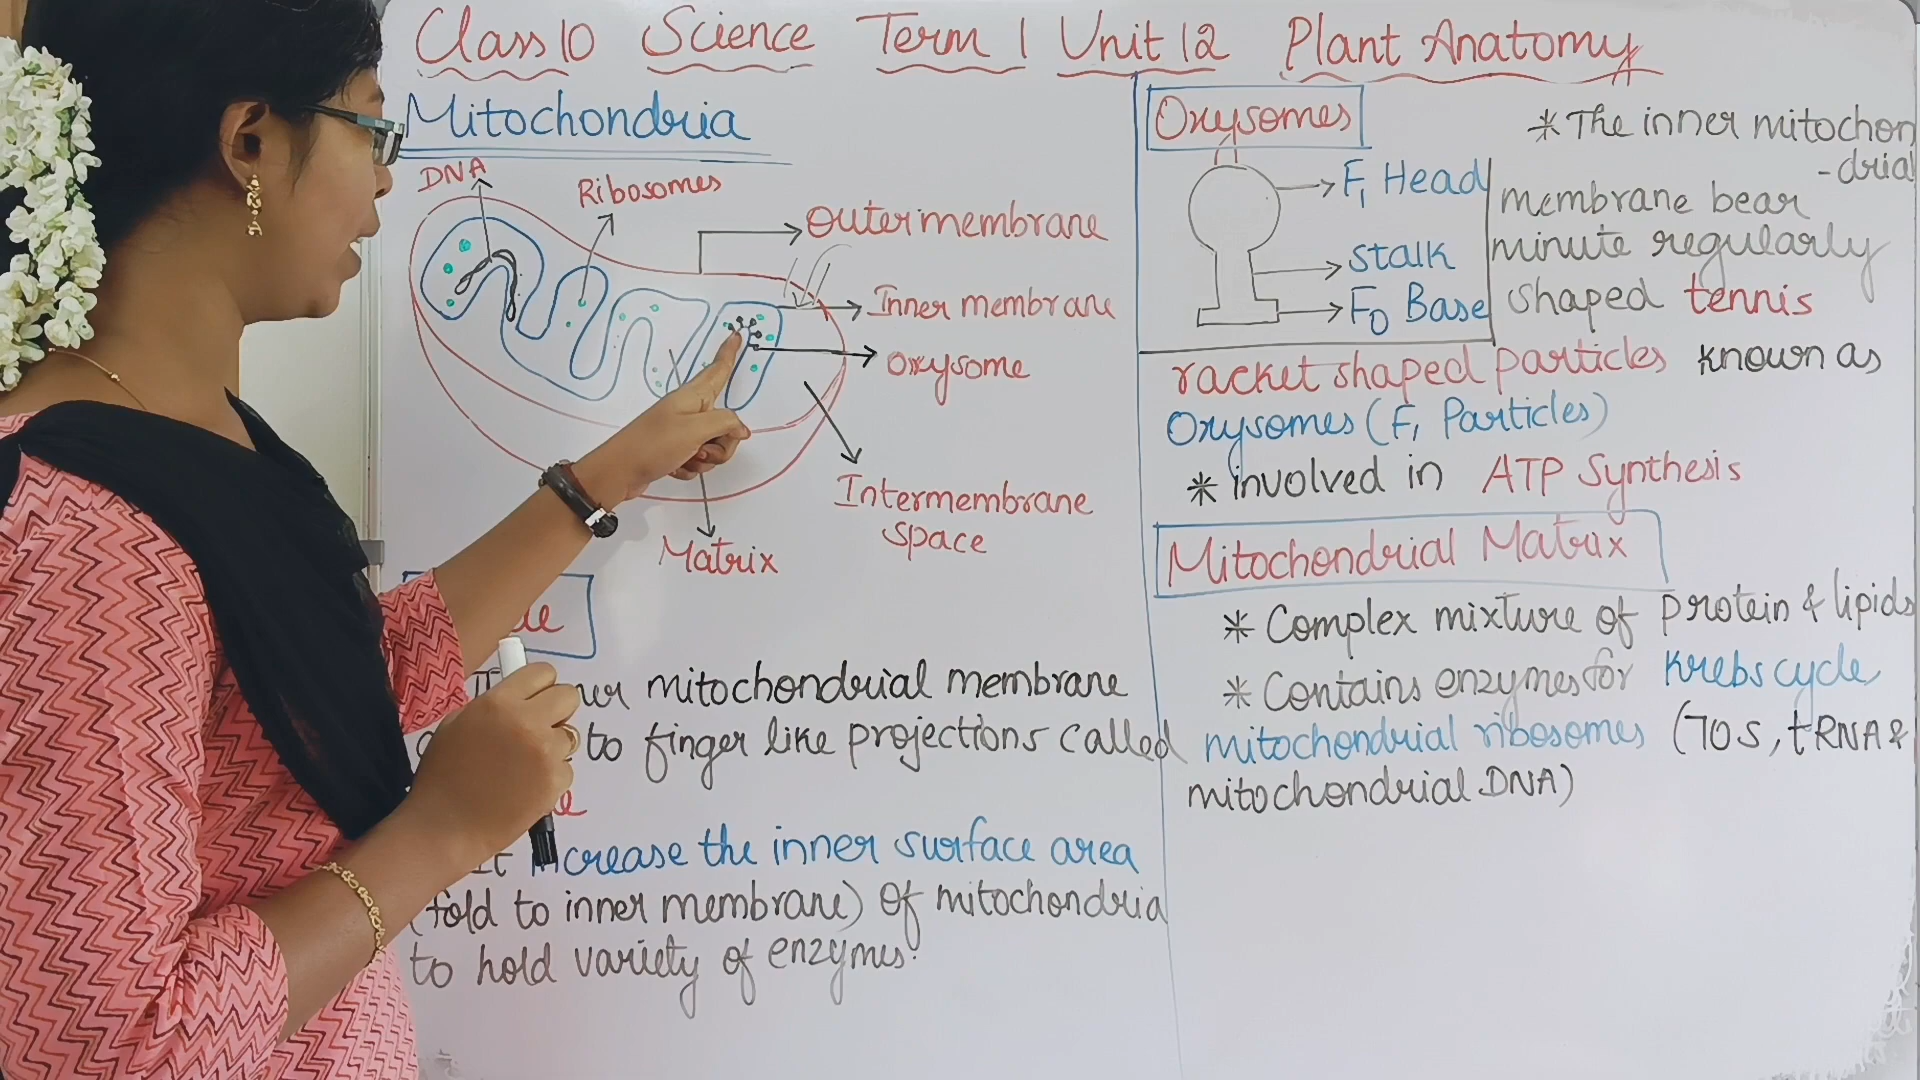 Class 10 Science Term 1 Unit 12 Plant Anatomy
Mitochondria
DNA
Ribosomes
Outer membrane
Inner membrane
oxysome
Intermembrane
space
Matrix
mitochondrial membrane
to finger like projections called
It increase the inner surface area
(fold to inner membrane) of mitochondria
to hold variety of enzymes.
Oxysomes
F1 Head
stalk
F0 Base
* The inner mitochon
-drial
membrane bear
minute regularly
shaped tennis
racket shaped particles known as
Oxysomes (F1 Particles)
* involved in ATP Synthesis
Mitochondrial Matrix
* Complex mixture of protein & lipids
* Contains enzymes for Krebs cycle
mitochondrial ribosomes (70s, tRNA &
mitochondrial DNA)